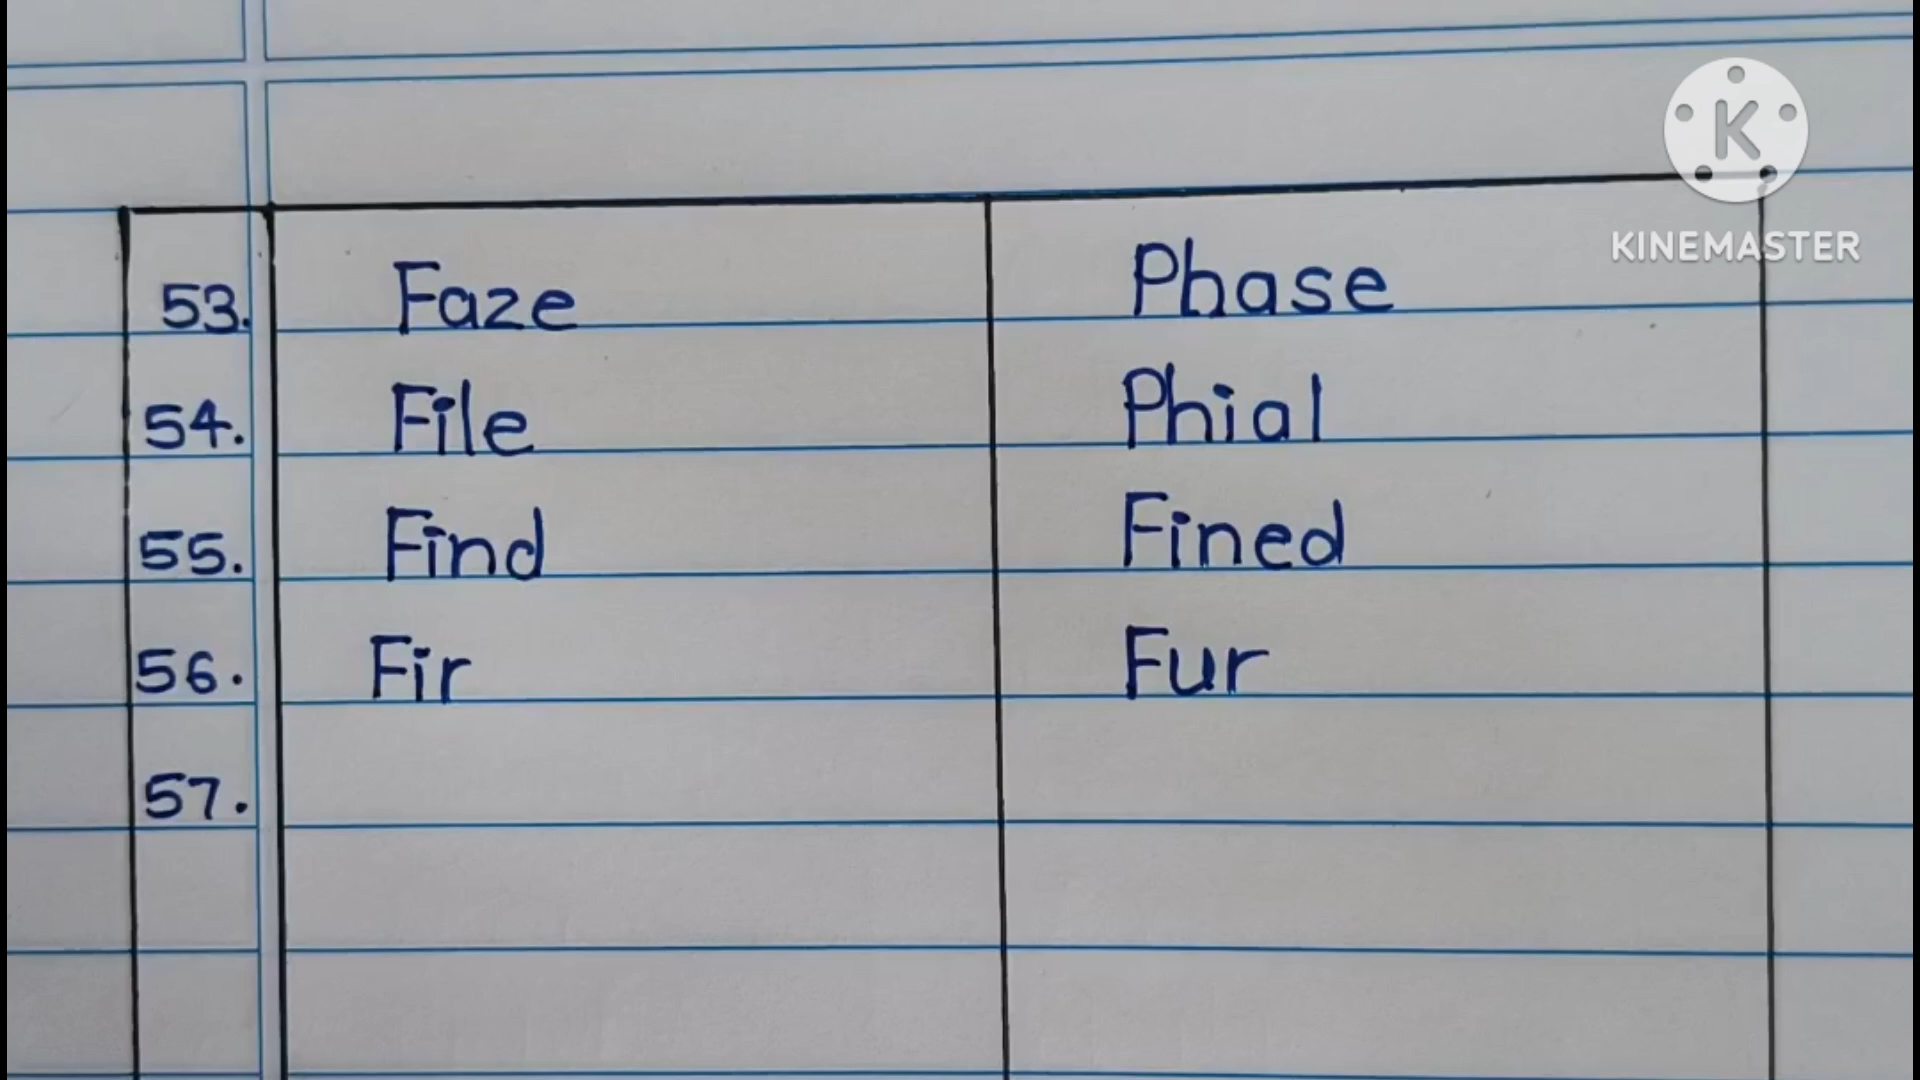 K
KINEMASTER
53. Faze Phase
54. File Phial
55. Find Fined
56. Fir Fur
57.